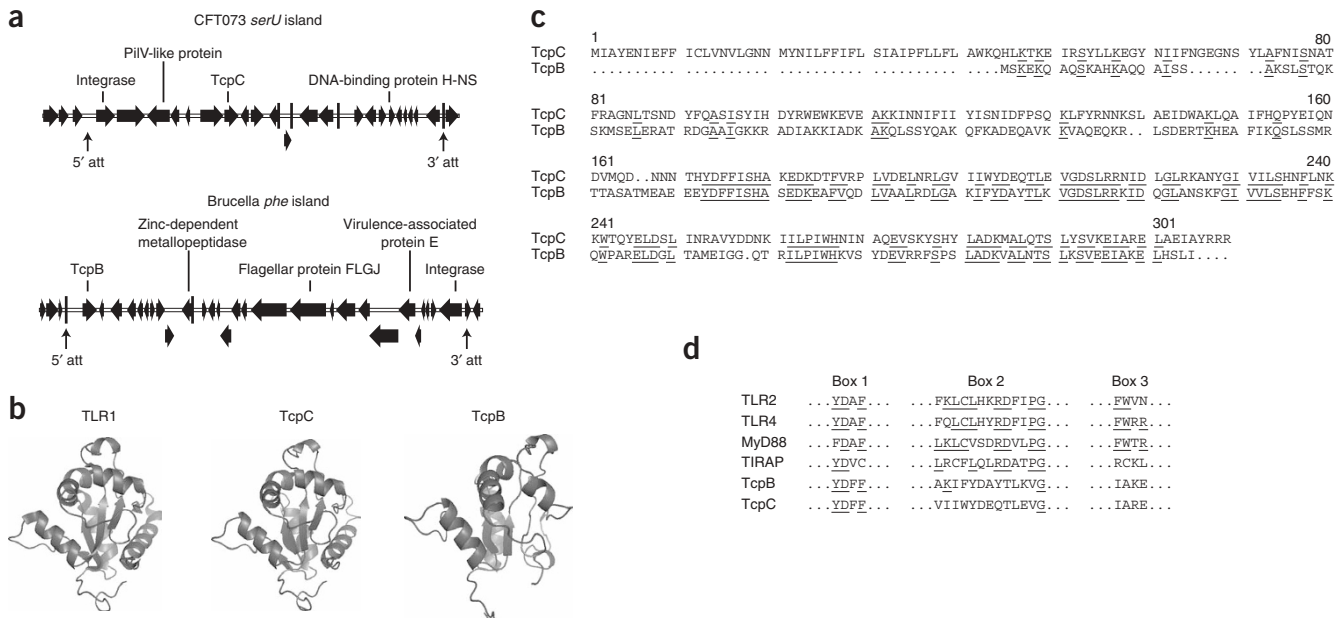 a
CFT073 serU island
PilV-like protein
Integrase TcpC DNA-binding protein H-NS
5′ att 3′ att
Brucella phe island
Zinc-dependent metallopeptidase
Virulence-associated protein E
TcpB Flagellar protein FLGJ Integrase
5′ att 3′ att
b
TLR1 TcpC TcpB
c
1 80
TcpC MIAYENIEFF ICLVNVLGNN MYNILFFIFL SIAIPFLLFL AWKQHLKTKE IRSYLLKEGY NIIFNGEGNS YLAFNISNAT
TcpB .......... .......... .......... .......... ....MSKEKQ AQSKAHKAQQ AISS...... .AKSLSTQK
81 160
TcpC FRAGNLTSND YFQASISYIH DYRWEWKEVE AKKINNIFII YISNIDFPSQ KLFYRNNKSL AEIDWAKLQA IFHQPYEIQN
TcpB SKMSELERAT RDGAAIGKKR ADIAKKIADK AKQLSSYQAK QFKADEQAVK KVAQEQKR.. LSDERTKHEA FIKQSLSSMR
161 240
TcpC DVMQD..NNN THYDFFISHA KEDKDTFVRP LVDELNRLGV IIWYDEQTLE VGDSLRRNID LGLRKANYGI VILSHNFLNK
TcpB TTASATMEAE EEYDFFISHA SEDKEAFVQD LVAALRDLGA KIFYDAYTLK VGDSLRRKID QGLANSKFGI VVLSEHFFSK
241 301
TcpC KWTQYELDSL INRAVYDDNK IILPIWHNIN AQEVSKYSHY LADKMALQTS LYSVKEIARE LAEIAYRRR
TcpB QWPARELDGL TAMEIGG.QTR ILPIWHKVS YDEVRRFSPS LADKVALNTS LKSVEEIAKE LHSLI....
d
Box 1 Box 2 Box 3
TLR2 ...YDAF... ...FKLCLHKRDFIPG... ...FWVN...
TLR4 ...YDAF... ...FQLCLHYRDFIPG... ...FWRR...
MyD88 ...FDAF... ...LKLCVSDRDVLPG... ...FWTR...
TIRAP ...YDVC... ...LRCFLQLRDATPG... ...RCKL...
TcpB ...YDFF... ...AKIFYDAYTLKVG... ...IAKE...
TcpC ...YDFF... ...VIIWYDEQTLEVG... ...IARE...